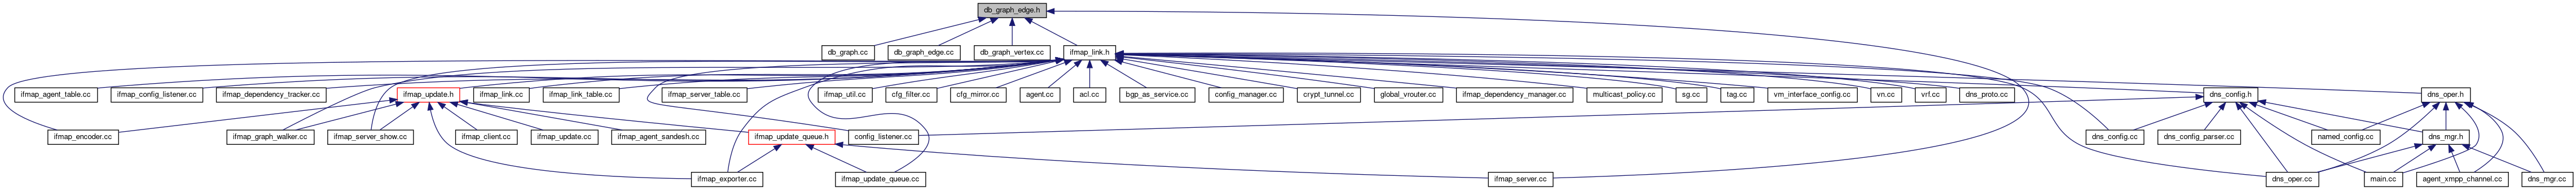 db_graph_edge.h
db_graph.cc
db_graph_edge.cc
db_graph_vertex.cc
ifmap_link.h
ifmap_agent_table.cc
ifmap_config_listener.cc
ifmap_dependency_tracker.cc
ifmap_update.h
ifmap_link.cc
ifmap_link_table.cc
ifmap_server_table.cc
ifmap_util.cc
cfg_filter.cc
cfg_mirror.cc
agent.cc
acl.cc
bgp_as_service.cc
config_manager.cc
crypt_tunnel.cc
global_vrouter.cc
ifmap_dependency_manager.cc
multicast_policy.cc
sg.cc
tag.cc
vm_interface_config.cc
vn.cc
vrf.cc
dns_proto.cc
dns_config.h
dns_oper.h
ifmap_encoder.cc
ifmap_graph_walker.cc
ifmap_server_show.cc
ifmap_client.cc
ifmap_update.cc
ifmap_agent_sandesh.cc
ifmap_update_queue.h
config_listener.cc
dns_config.cc
dns_config_parser.cc
named_config.cc
dns_mgr.h
ifmap_exporter.cc
ifmap_update_queue.cc
ifmap_server.cc
dns_oper.cc
main.cc
agent_xmpp_channel.cc
dns_mgr.cc